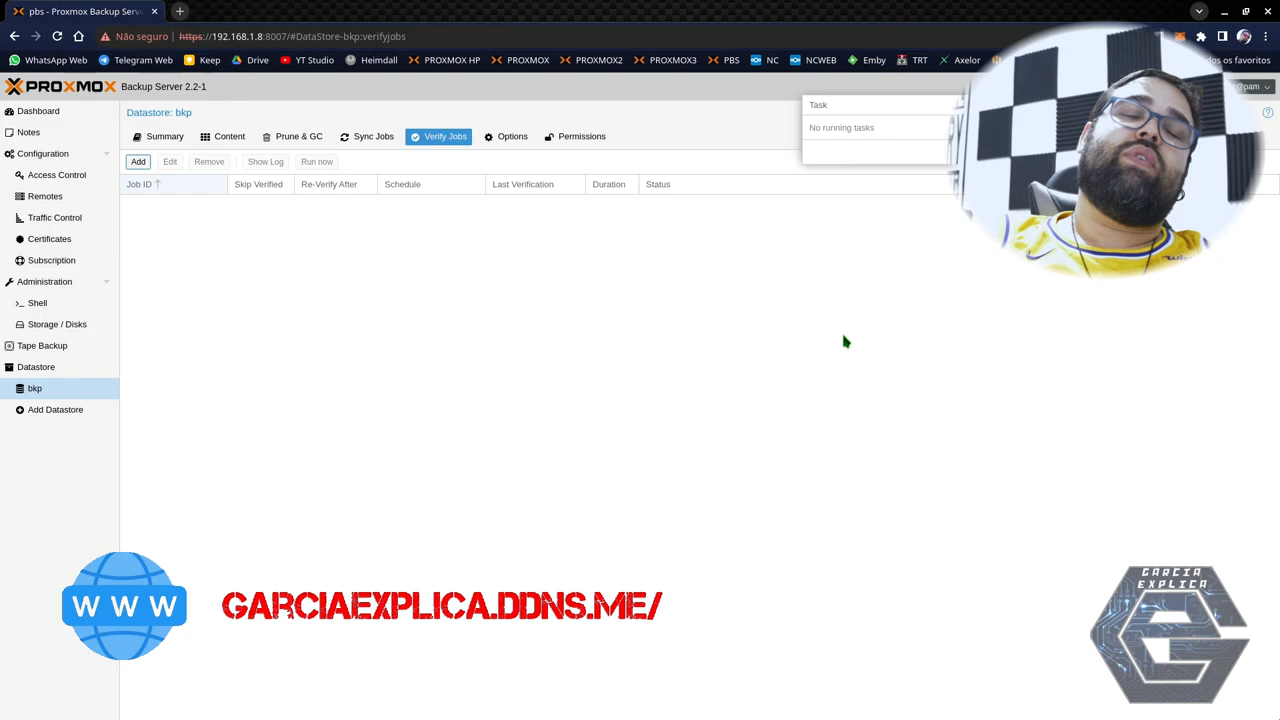 pbs - Proxmox Backup Serve
Não seguro https://192.168.1.8:8007/#DataStore-bkp:verifyjobs
WhatsApp Web Telegram Web Keep Drive YT Studio Heimdall PROXMOX HP PROXMOX PROXMOX2 PROXMOX3 PBS NC NCWEB Emby TRT Axelor os favoritos
PROXMOX Backup Server 2.2-1
@pam
Dashboard
Notes
Configuration
Access Control
Remotes
Traffic Control
Certificates
Subscription
Administration
Shell
Storage / Disks
Tape Backup
Datastore
bkp
Add Datastore
Datastore: bkp
Summary Content Prune & GC Sync Jobs Verify Jobs Options Permissions
Add Edit Remove Show Log Run now
Job ID Skip Verified Re-Verify After Schedule Last Verification Duration Status
Task
No running tasks
WWW
GARCIAEXPLICA.DDNS.ME/
GARCIA
EXPLICA